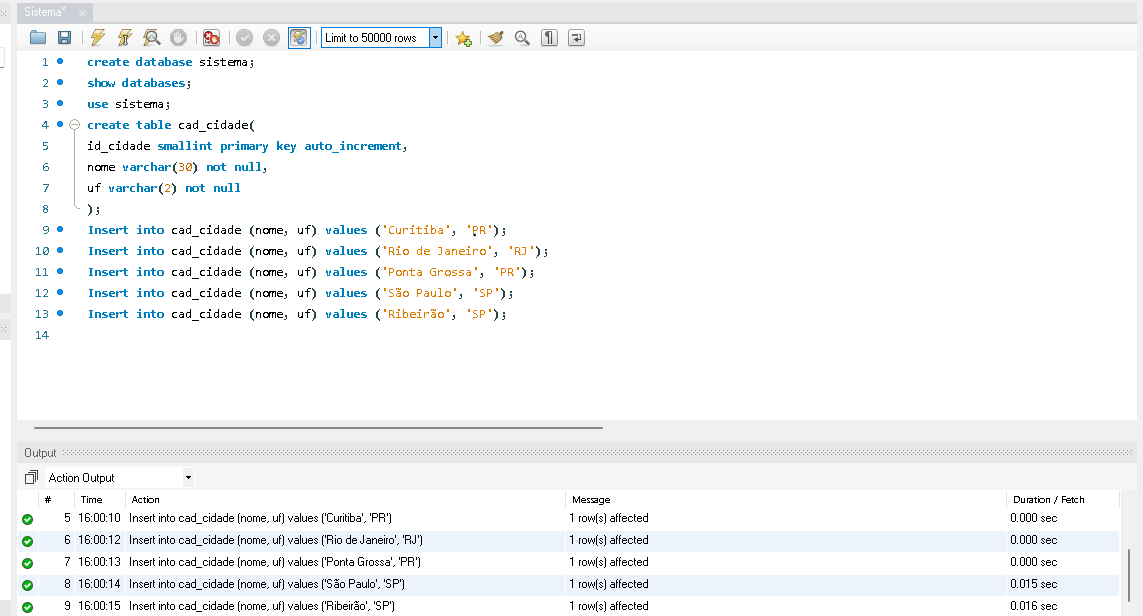 Sistema*
Limit to 50000 rows
1 create database sistema;
2 show databases;
3 use sistema;
4 create table cad_cidade(
5 id_cidade smallint primary key auto_increment,
6 nome varchar(30) not null,
7 uf varchar(2) not null
8 );
9 Insert into cad_cidade (nome, uf) values ('Curitiba', 'PR');
10 Insert into cad_cidade (nome, uf) values ('Rio de Janeiro', 'RJ');
11 Insert into cad_cidade (nome, uf) values ('Ponta Grossa', 'PR');
12 Insert into cad_cidade (nome, uf) values ('São Paulo', 'SP');
13 Insert into cad_cidade (nome, uf) values ('Ribeirão', 'SP');
14
Output
Action Output
# Time Action Message Duration / Fetch
5 16:00:10 Insert into cad_cidade (nome, uf) values ('Curitiba', 'PR') 1 row(s) affected 0.000 sec
6 16:00:12 Insert into cad_cidade (nome, uf) values ('Rio de Janeiro', 'RJ') 1 row(s) affected 0.000 sec
7 16:00:13 Insert into cad_cidade (nome, uf) values ('Ponta Grossa', 'PR') 1 row(s) affected 0.000 sec
8 16:00:14 Insert into cad_cidade (nome, uf) values ('São Paulo', 'SP') 1 row(s) affected 0.015 sec
9 16:00:15 Insert into cad_cidade (nome, uf) values ('Ribeirão', 'SP') 1 row(s) affected 0.016 sec